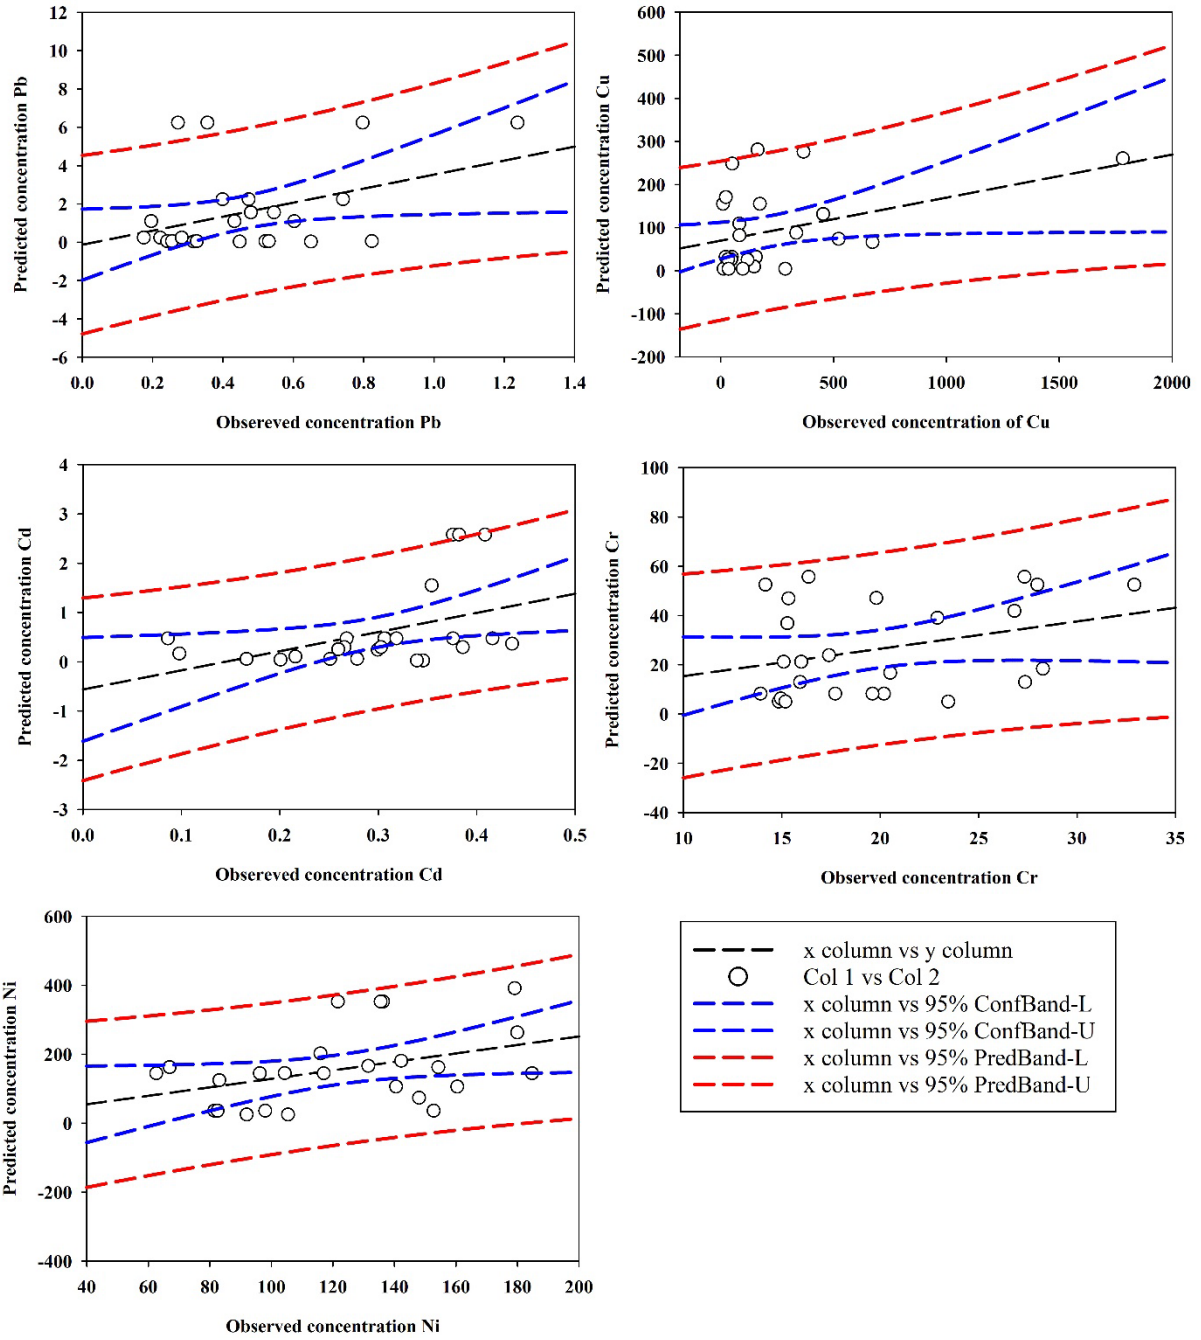 Predicted concentration Pb
12
10
8
6
4
2
0
-2
-4
-6
0.0 0.2 0.4 0.6 0.8 1.0 1.2 1.4
Obsereved concentration Pb
Predicted concentration Cu
600
500
400
300
200
100
0
-100
-200
0 500 1000 1500 2000
Obsereved concentration of Cu
Predicted concentration Cd
4
3
2
1
0
-1
-2
-3
0.0 0.1 0.2 0.3 0.4 0.5
Obsereved concentration Cd
Predicted concentration Cr
100
80
60
40
20
0
-20
-40
10 15 20 25 30 35
Observed concentration Cr
Predicted concentration Ni
600
400
200
0
-200
-400
40 60 80 100 120 140 160 180 200
Observed concentration Ni
x column vs y column
Col 1 vs Col 2
x column vs 95% ConfBand-L
x column vs 95% ConfBand-U
x column vs 95% PredBand-L
x column vs 95% PredBand-U